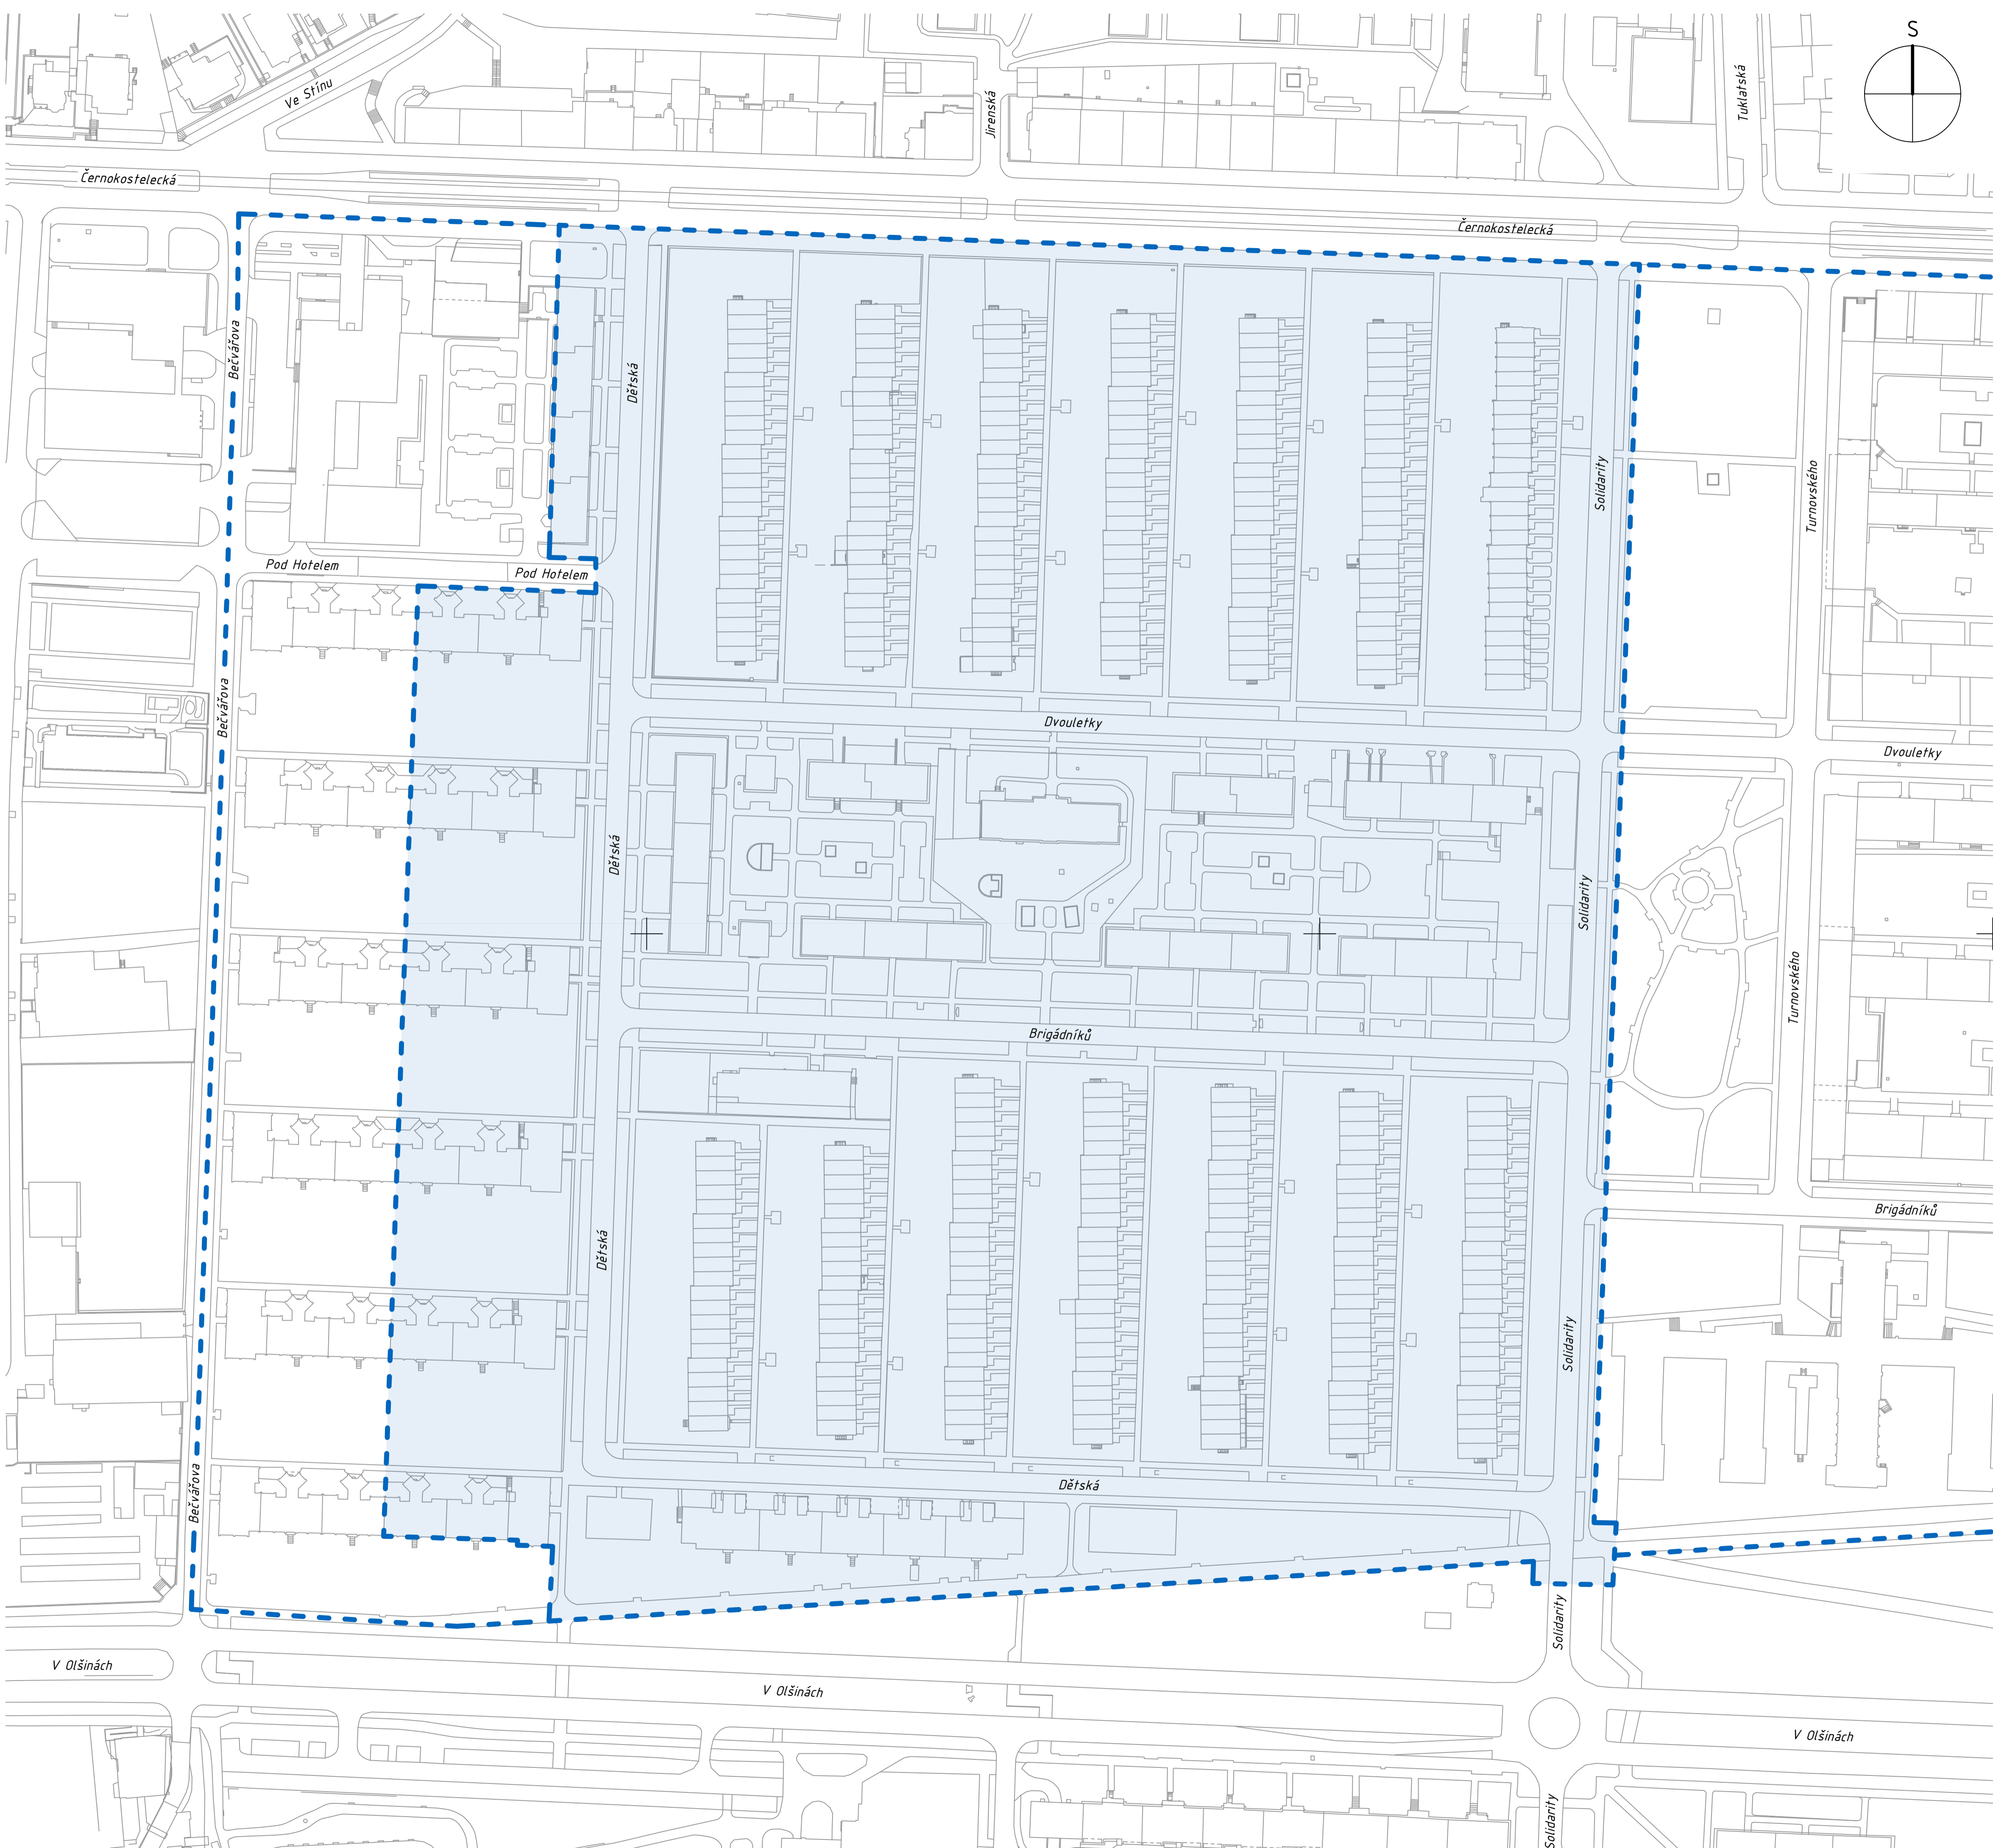 S
Tuklatská
Ve Stínu
Jirenská
Černokostelecká
Černokostelecká
Bečvářova
Dětská
Solidarity
Turnovského
Pod Hotelem
Pod Hotelem
Bečvářova
Dvouletky
Dvouletky
Dětská
Solidarity
Turnovského
Brigádníků
Brigádníků
Dětská
Solidarity
Bečvářova
Dětská
Solidarity
V Olšinách
V Olšinách
V Olšinách
Solidarity